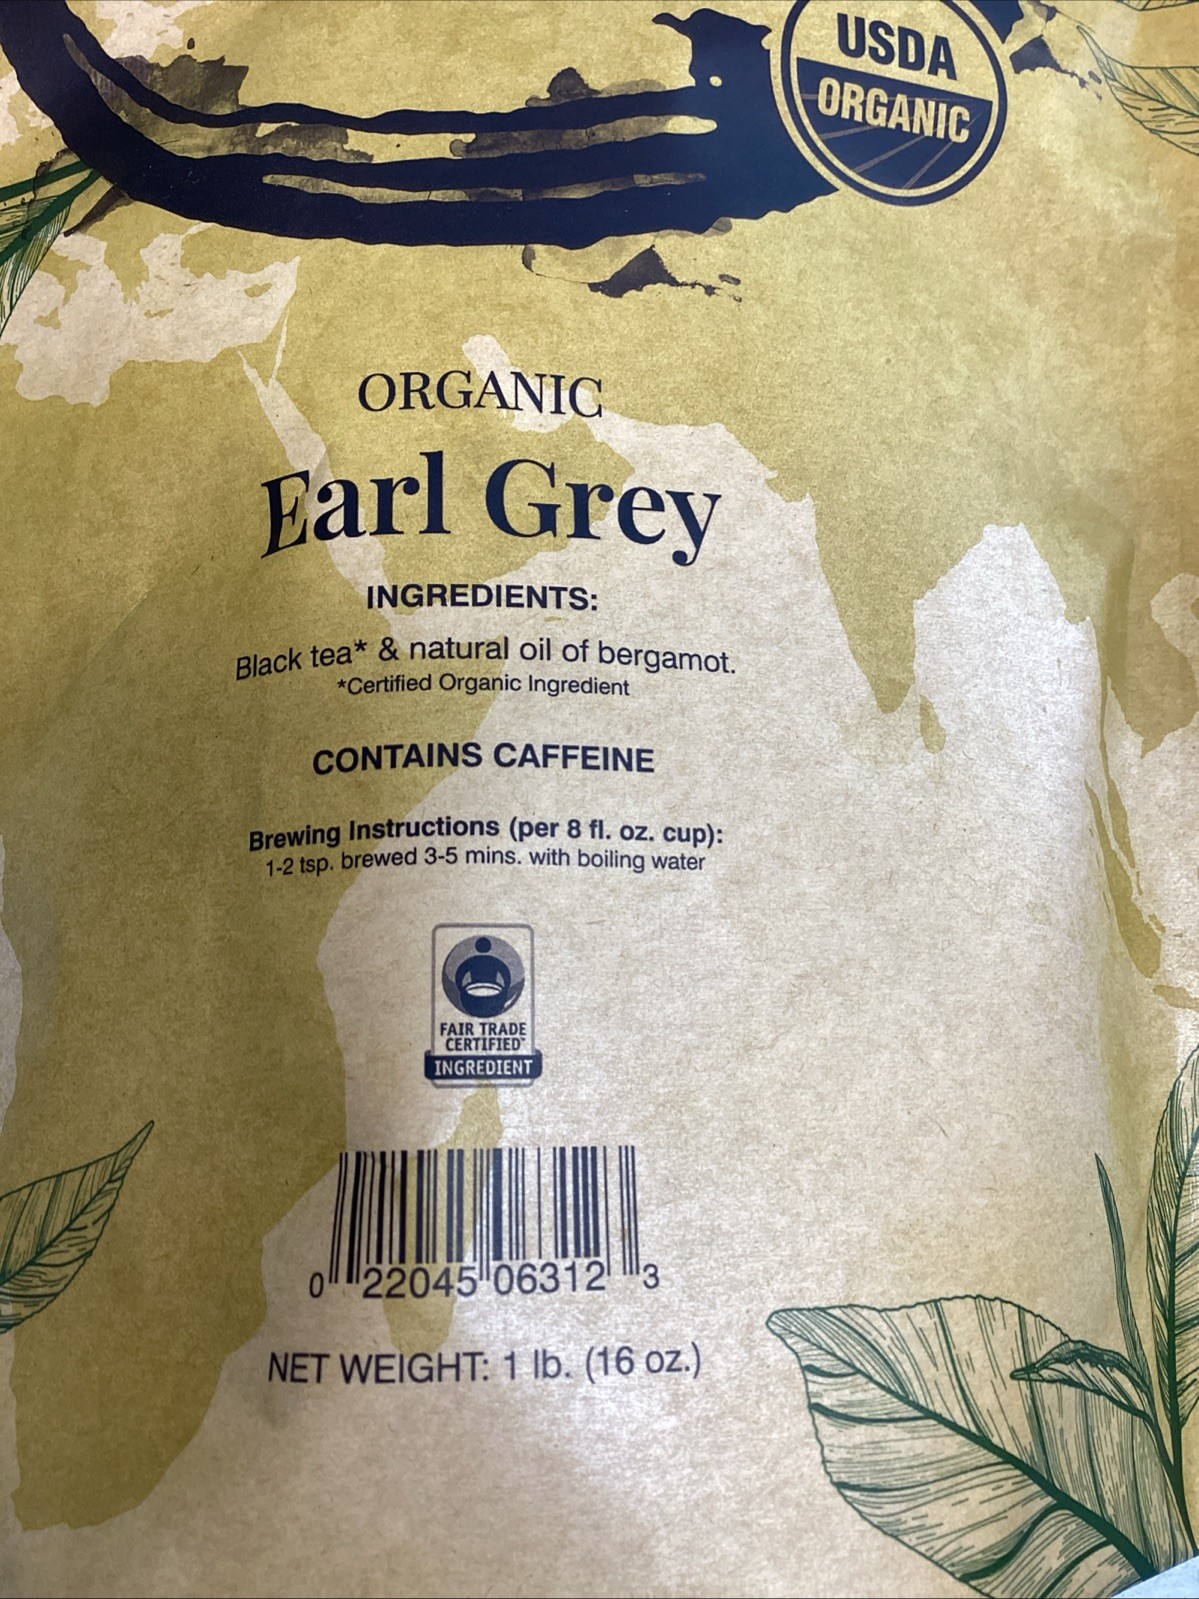 USDA
ORGANIC
ORGANIC
Earl Grey
INGREDIENTS:
Black tea* & natural oil of bergamot.
*Certified Organic Ingredient
CONTAINS CAFFEINE
Brewing Instructions (per 8 fl. oz. cup):
1-2 tsp. brewed 3-5 mins. with boiling water
FAIR TRADE
CERTIFIED™
INGREDIENT
0 22045 06312 3
NET WEIGHT: 1 lb. (16 oz.)